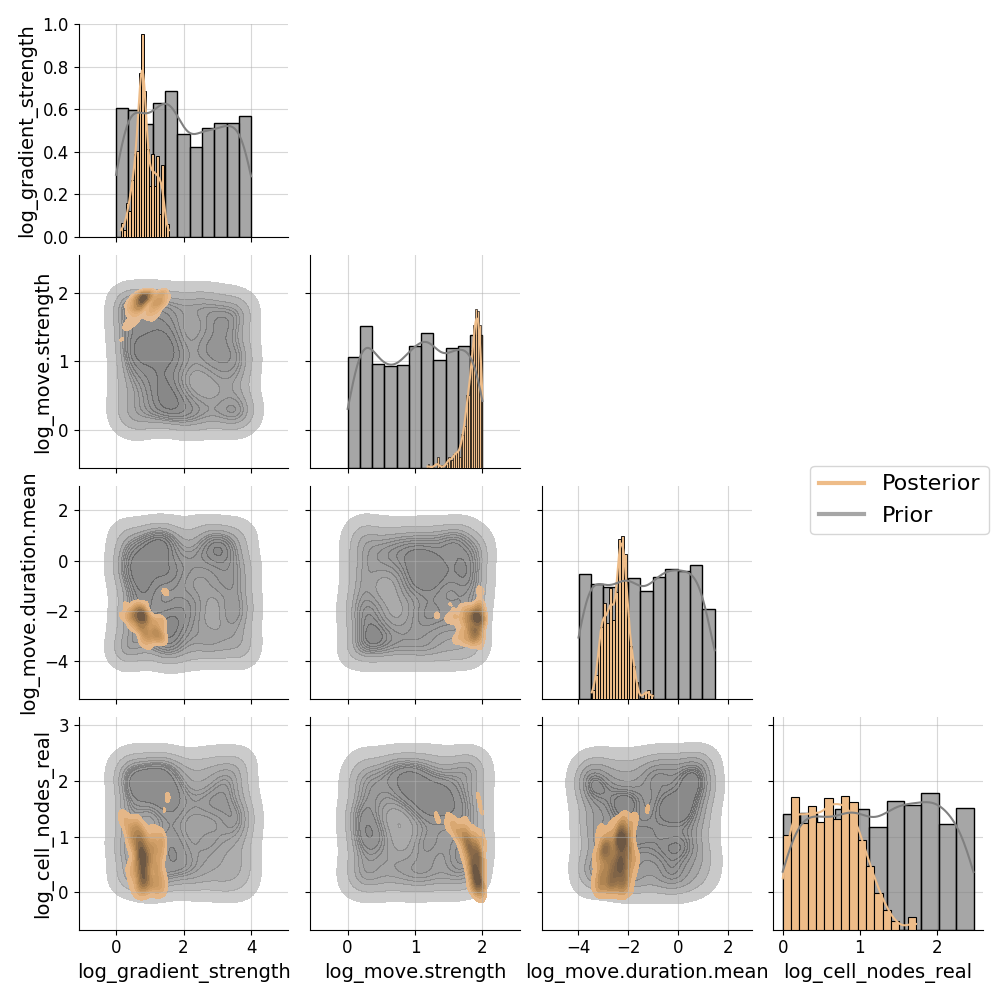 log_gradient_strength
1.0
0.8
0.6
0.4
0.2
0.0
log_move.strength
2
1
0
log_move.duration.mean
2
0
−2
−4
Posterior
Prior
log_cell_nodes_real
3
2
1
0
0 2 4
0 1 2
−4 −2 0 2
0 1 2
log_gradient_strength
log_move.strength
log_move.duration.mean
log_cell_nodes_real